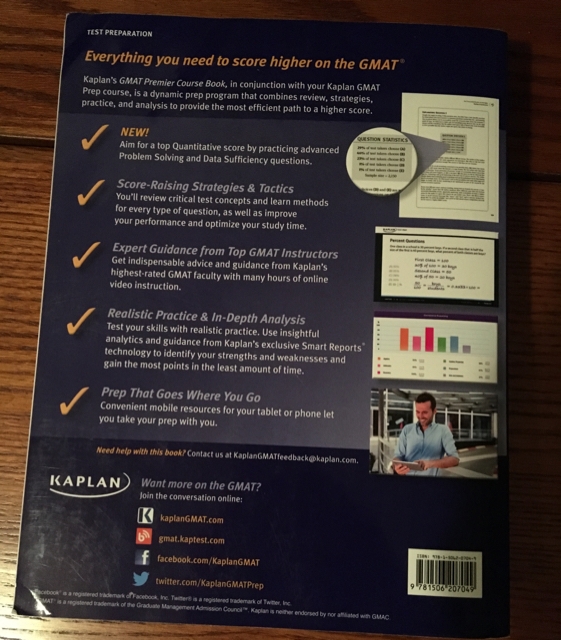 TEST PREPARATION
Everything you need to score higher on the GMAT®
Kaplan's GMAT Premier Course Book, in conjunction with your Kaplan GMAT
Prep course, is a dynamic prep program that combines review, strategies,
practice, and analysis to provide the most efficient path to a higher score.
NEW!
Aim for a top Quantitative score by practicing advanced
Problem Solving and Data Sufficiency questions.
QUESTION STATISTICS
Score-Raising Strategies & Tactics
You'll review critical test concepts and learn methods
for every type of question, as well as improve
your performance and optimize your study time.
Percent Questions
Expert Guidance from Top GMAT Instructors
Get indispensable advice and guidance from Kaplan's
highest-rated GMAT faculty with many hours of online
video instruction.
Realistic Practice & In-Depth Analysis
Test your skills with realistic practice. Use insightful
analytics and guidance from Kaplan's exclusive Smart Reports®
technology to identify your strengths and weaknesses and
gain the most points in the least amount of time.
Prep That Goes Where You Go
Convenient mobile resources for your tablet or phone let
you take your prep with you.
Need help with this book? Contact us at KaplanGMATfeedback@kaplan.com.
KAPLAN
Want more on the GMAT?
Join the conversation online:
K kaplanGMAT.com
gmat.kaptest.com
f facebook.com/KaplanGMAT
twitter.com/KaplanGMATPrep
Facebook® is a registered trademark of Facebook, Inc. Twitter® is a registered trademark of Twitter, Inc.
GMAT® is a registered trademark of the Graduate Management Admission Council™. Kaplan is neither endorsed by nor affiliated with GMAC.
9 781506 207049